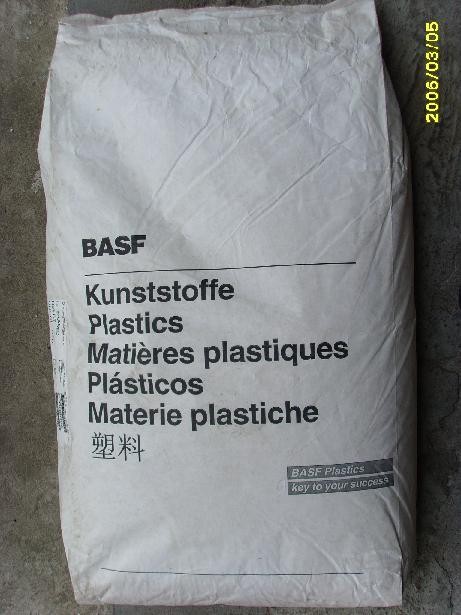 BASF
Kunststoffe
Plastics
Matières plastiques
Plásticos
Materie plastiche
塑料
BASF Plastics
key to your success
2006/03/05